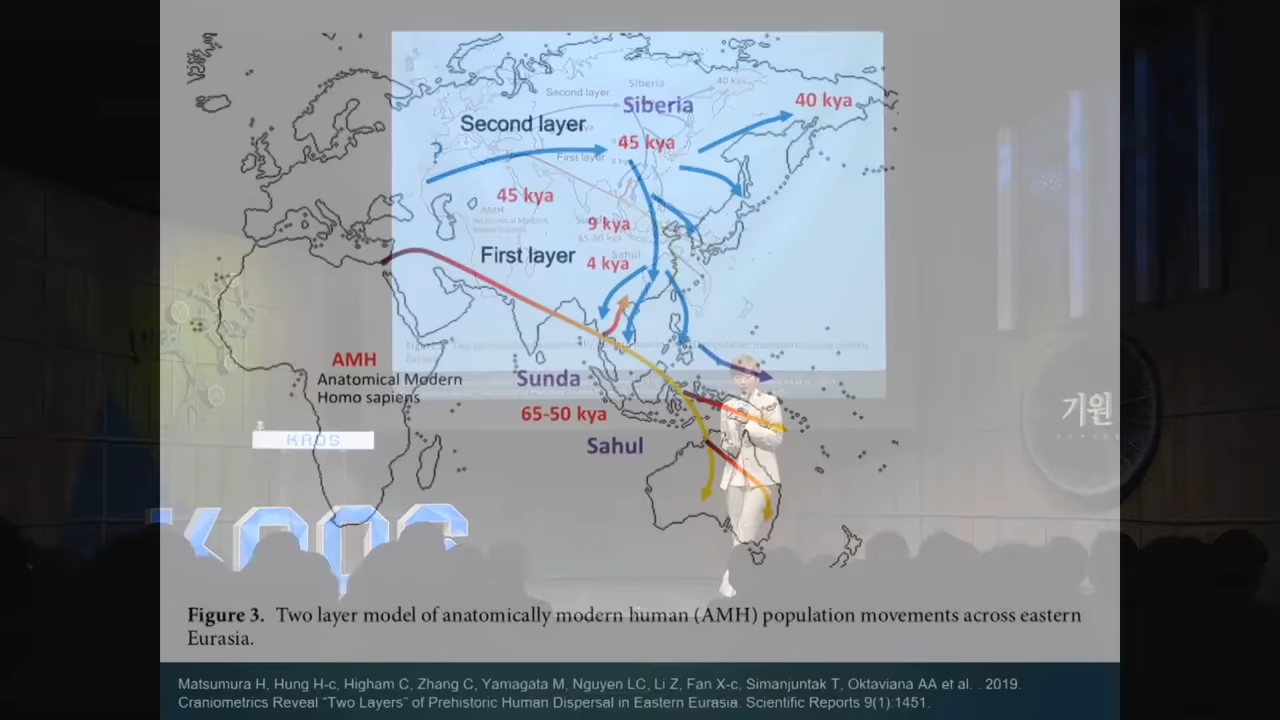 40 kya
Siberia
Second layer
?
45 kya
45 kya
9 kya
First layer
4 kya
AMH
Anatomical Modern
Homo sapiens
Sunda
65-50 kya
Sahul
KAOS
기원
KAOS
Figure 3. Two layer model of anatomically modern human (AMH) population movements across eastern
Eurasia.
Matsumura H, Hung H-c, Higham C, Zhang C, Yamagata M, Nguyen LC, Li Z, Fan X-c, Simanjuntak T, Oktaviana AA et al. . 2019.
Craniometrics Reveal “Two Layers” of Prehistoric Human Dispersal in Eastern Eurasia. Scientific Reports 9(1):1451.